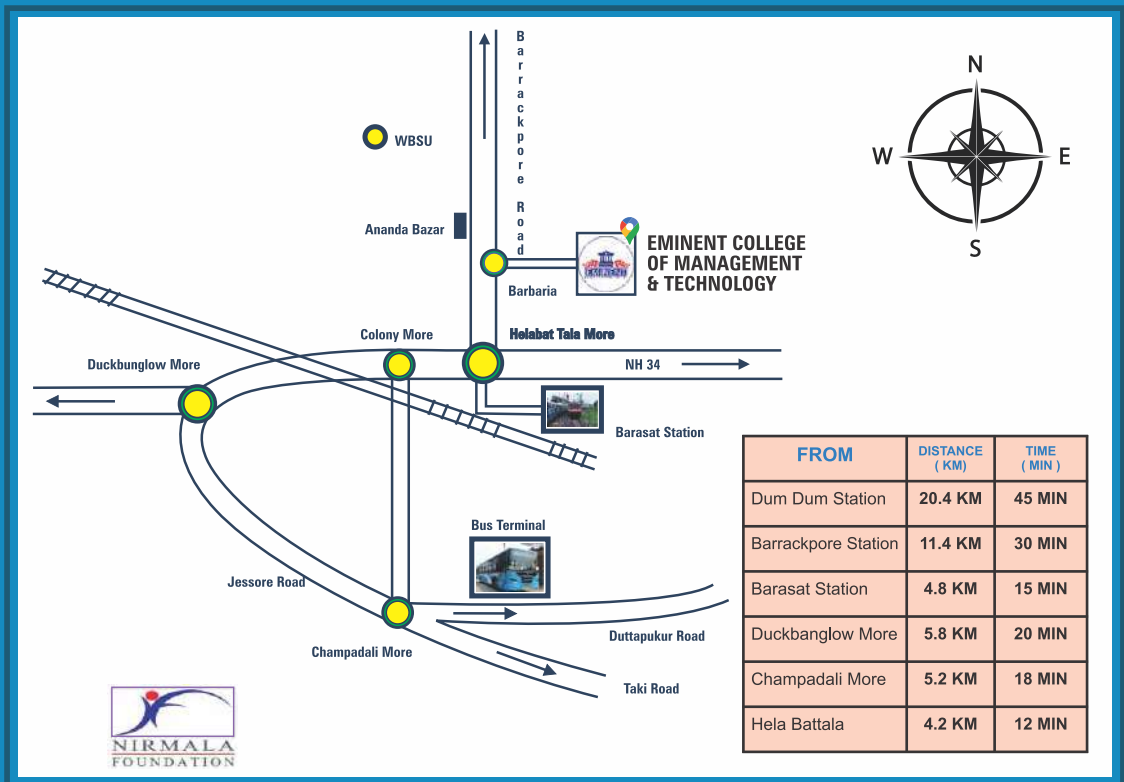 Barrackpore Road
N
W
E
S
WBSU
Ananda Bazar
EMINENT
EMINENT COLLEGE
OF MANAGEMENT
& TECHNOLOGY
Barbaria
Colony More
Helabat Tala More
Duckbunglow More
NH 34
Barasat Station
Bus Terminal
Jessore Road
Duttapukur Road
Champadali More
Taki Road
FROM DISTANCE ( KM) TIME ( MIN )
Dum Dum Station 20.4 KM 45 MIN
Barrackpore Station 11.4 KM 30 MIN
Barasat Station 4.8 KM 15 MIN
Duckbanglow More 5.8 KM 20 MIN
Champadali More 5.2 KM 18 MIN
Hela Battala 4.2 KM 12 MIN
NIRMALA
FOUNDATION